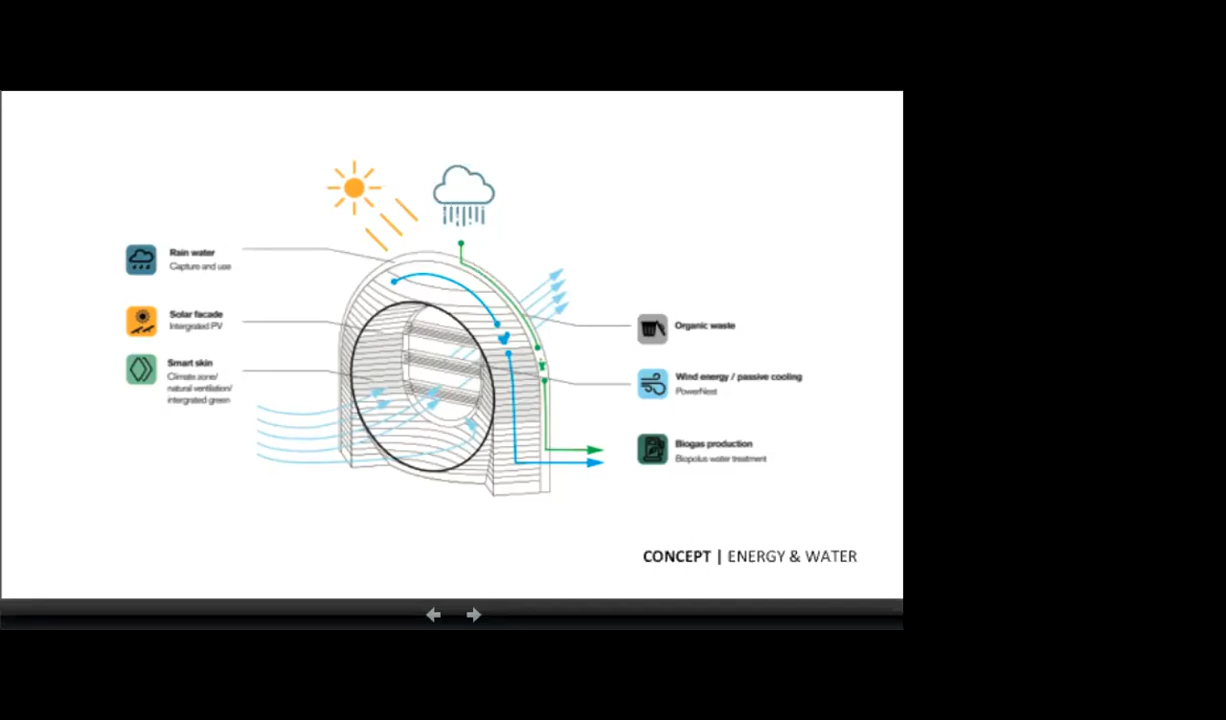 Rain water
Capture and use
Solar facade
Intergrated PV
Smart skin
Climate zone/
natural ventilation/
intergrated green
Organic waste
Wind energy / passive cooling
PowerNest
Biogas production
Biopolus water treatment
CONCEPT | ENERGY & WATER